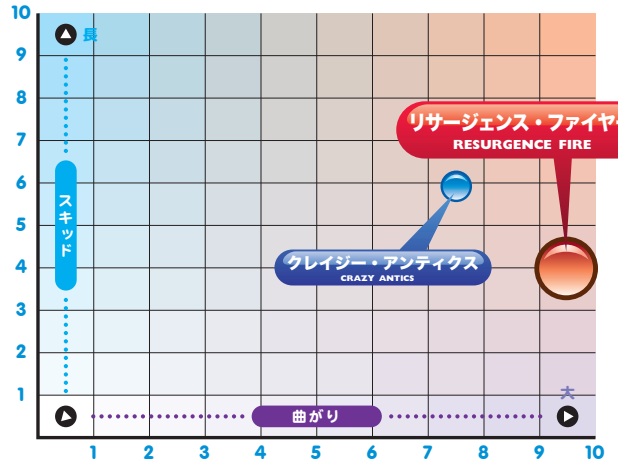 10
長
9
8
7
リサージェンス・ファイヤー
RESURGENCE FIRE
6
スキッド
5
4
クレイジー・アンティクス
CRAZY ANTICS
3
2
1
大
曲がり
1 2 3 4 5 6 7 8 9 10